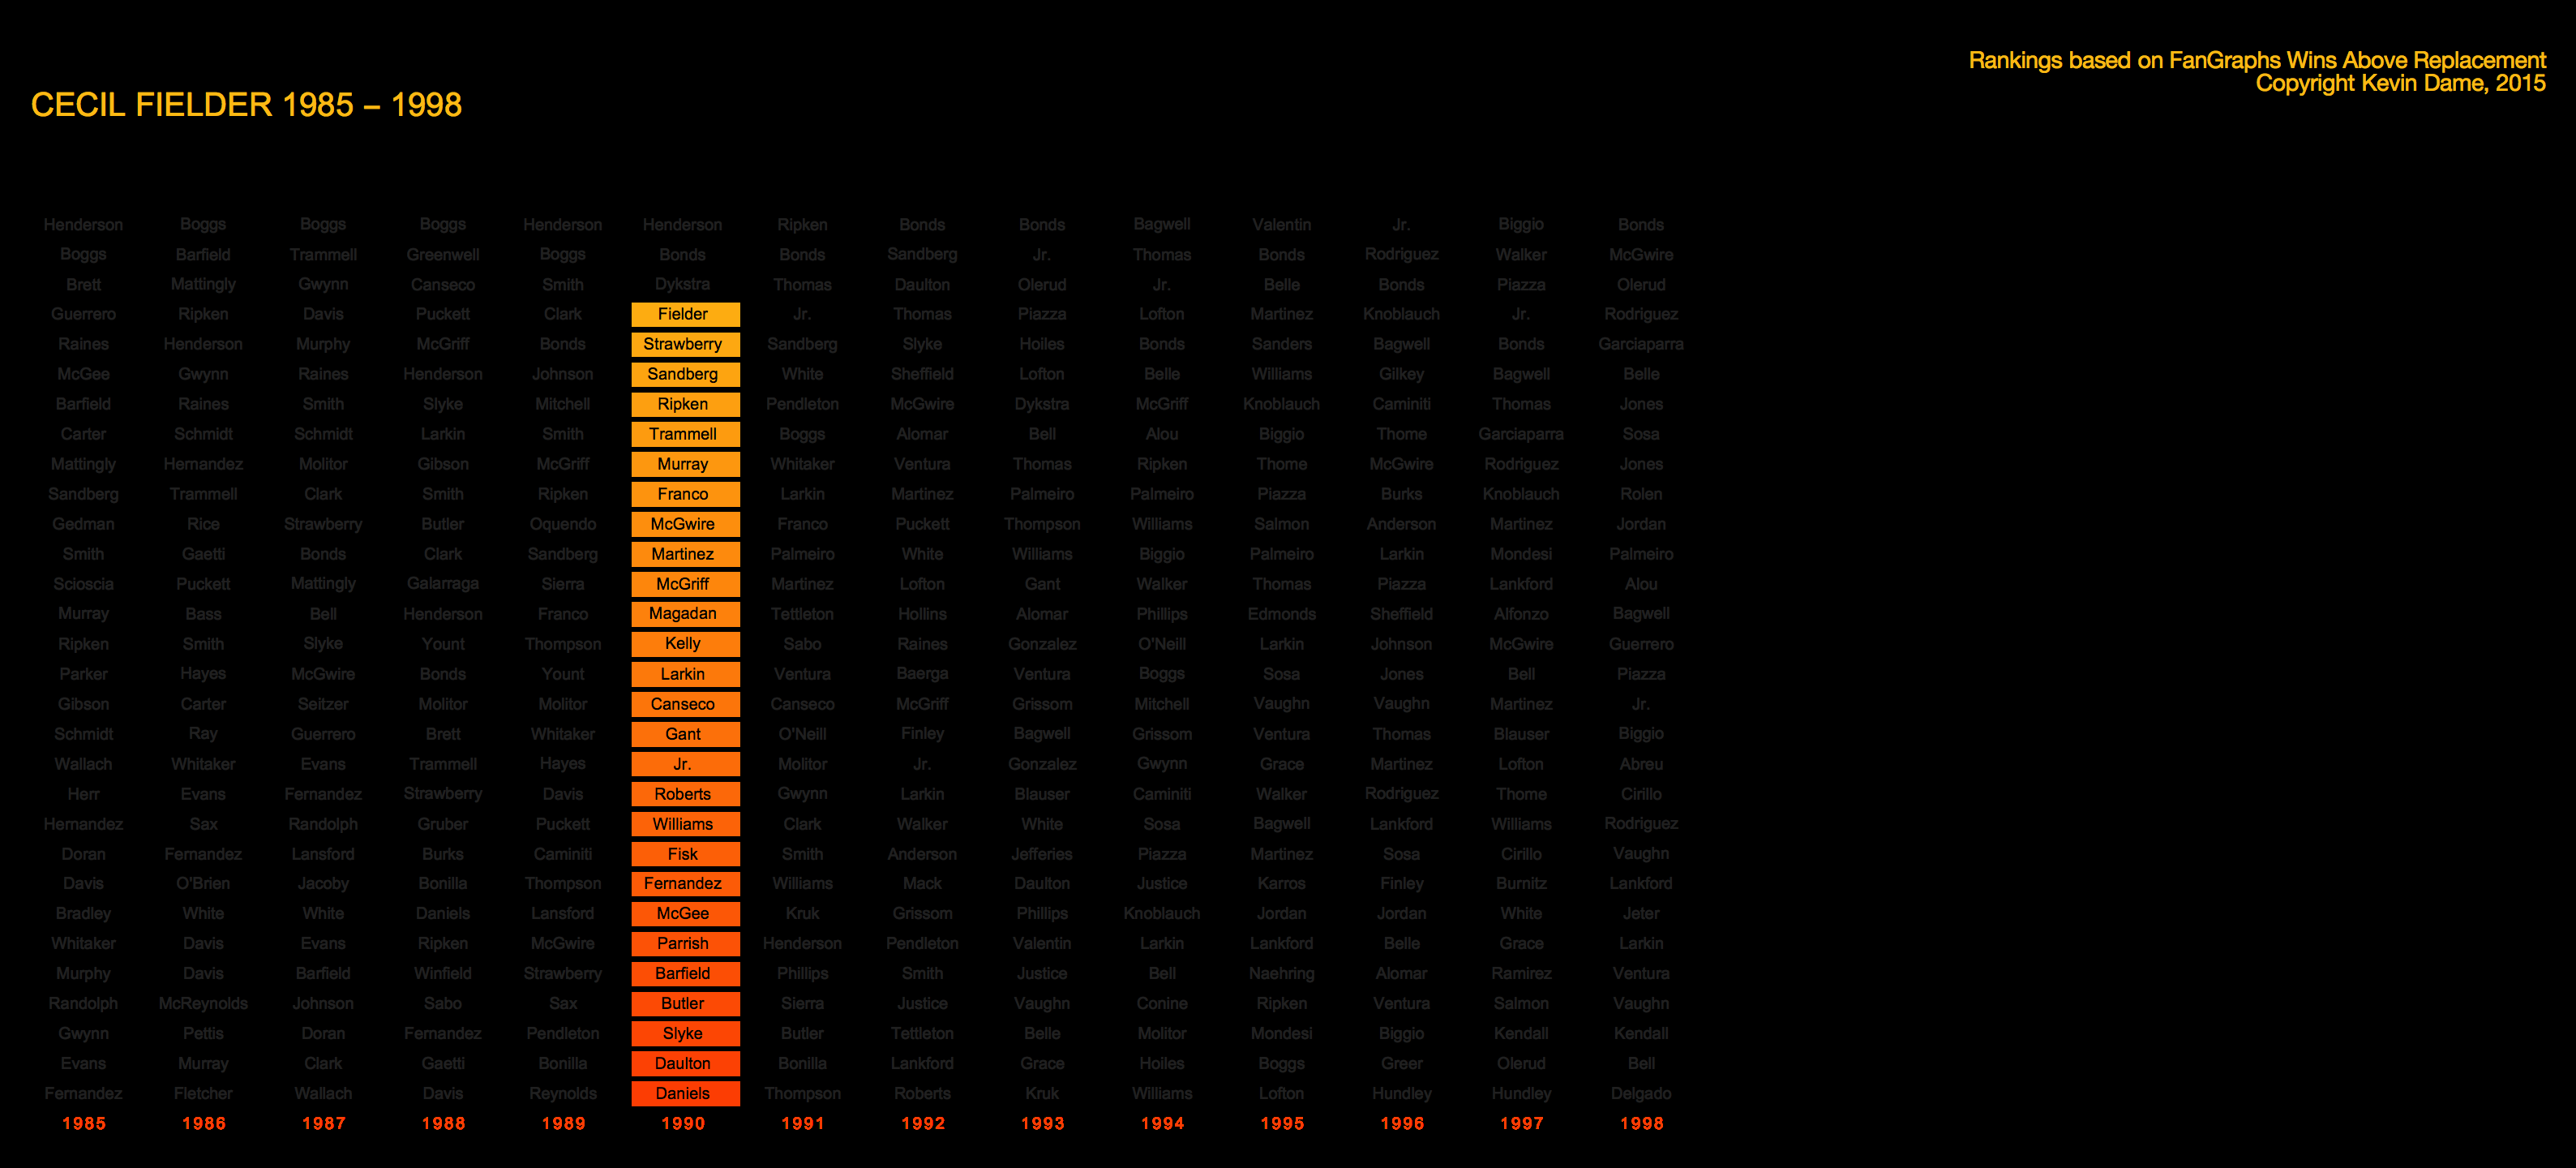 Rankings based on FanGraphs Wins Above Replacement
Copyright Kevin Dame, 2015
CECIL FIELDER 1985 – 1998
Henderson Boggs Boggs Boggs Henderson Henderson Ripken Bonds Bonds Bagwell Valentin Jr. Biggio Bonds
Boggs Barfield Trammell Greenwell Boggs Bonds Bonds Sandberg Jr. Thomas Bonds Rodriguez Walker McGwire
Brett Mattingly Gwynn Canseco Smith Dykstra Thomas Daulton Olerud Jr. Belle Bonds Piazza Olerud
Guerrero Ripken Davis Puckett Clark Fielder Jr. Thomas Piazza Lofton Martinez Knoblauch Jr. Rodriguez
Raines Henderson Murphy McGriff Bonds Strawberry Sandberg Slyke Hoiles Bonds Sanders Bagwell Bonds Garciaparra
McGee Gwynn Raines Henderson Johnson Sandberg White Sheffield Lofton Belle Williams Gilkey Bagwell Belle
Barfield Raines Smith Slyke Mitchell Ripken Pendleton McGwire Dykstra McGriff Knoblauch Caminiti Thomas Jones
Carter Schmidt Schmidt Larkin Smith Trammell Boggs Alomar Bell Alou Biggio Thome Garciaparra Sosa
Mattingly Hernandez Molitor Gibson McGriff Murray Whitaker Ventura Thomas Ripken Thome McGwire Rodriguez Jones
Sandberg Trammell Clark Smith Ripken Franco Larkin Martinez Palmeiro Palmeiro Piazza Burks Knoblauch Rolen
Gedman Rice Strawberry Butler Oquendo McGwire Franco Puckett Thompson Williams Salmon Anderson Martinez Jordan
Smith Gaetti Bonds Clark Sandberg Martinez Palmeiro White Williams Biggio Palmeiro Larkin Mondesi Palmeiro
Scioscia Puckett Mattingly Galarraga Sierra McGriff Martinez Lofton Gant Walker Thomas Piazza Lankford Alou
Murray Bass Bell Henderson Franco Magadan Tettleton Hollins Alomar Phillips Edmonds Sheffield Alfonzo Bagwell
Ripken Smith Slyke Yount Thompson Kelly Sabo Raines Gonzalez O'Neill Larkin Johnson McGwire Guerrero
Parker Hayes McGwire Bonds Yount Larkin Ventura Baerga Ventura Boggs Sosa Jones Bell Piazza
Gibson Carter Seitzer Molitor Molitor Canseco Canseco McGriff Grissom Mitchell Vaughn Vaughn Martinez Jr.
Schmidt Ray Guerrero Brett Whitaker Gant O'Neill Finley Bagwell Grissom Ventura Thomas Blauser Biggio
Wallach Whitaker Evans Trammell Hayes Jr. Molitor Jr. Gonzalez Gwynn Grace Martinez Lofton Abreu
Herr Evans Fernandez Strawberry Davis Roberts Gwynn Larkin Blauser Caminiti Walker Rodriguez Thome Cirillo
Hernandez Sax Randolph Gruber Puckett Williams Clark Walker White Sosa Bagwell Lankford Williams Rodriguez
Doran Fernandez Lansford Burks Caminiti Fisk Smith Anderson Jefferies Piazza Martinez Sosa Cirillo Vaughn
Davis O'Brien Jacoby Bonilla Thompson Fernandez Williams Mack Daulton Justice Karros Finley Burnitz Lankford
Bradley White White Daniels Lansford McGee Kruk Grissom Phillips Knoblauch Jordan Jordan White Jeter
Whitaker Davis Evans Ripken McGwire Parrish Henderson Pendleton Valentin Larkin Lankford Belle Grace Larkin
Murphy Davis Barfield Winfield Strawberry Barfield Phillips Smith Justice Bell Naehring Alomar Ramirez Ventura
Randolph McReynolds Johnson Sabo Sax Butler Sierra Justice Vaughn Conine Ripken Ventura Salmon Vaughn
Gwynn Pettis Doran Fernandez Pendleton Slyke Butler Tettleton Belle Molitor Mondesi Biggio Kendall Kendall
Evans Murray Clark Gaetti Bonilla Daulton Bonilla Lankford Grace Hoiles Boggs Greer Olerud Bell
Fernandez Fletcher Wallach Davis Reynolds Daniels Thompson Roberts Kruk Williams Lofton Hundley Hundley Delgado
1985 1986 1987 1988 1989 1990 1991 1992 1993 1994 1995 1996 1997 1998